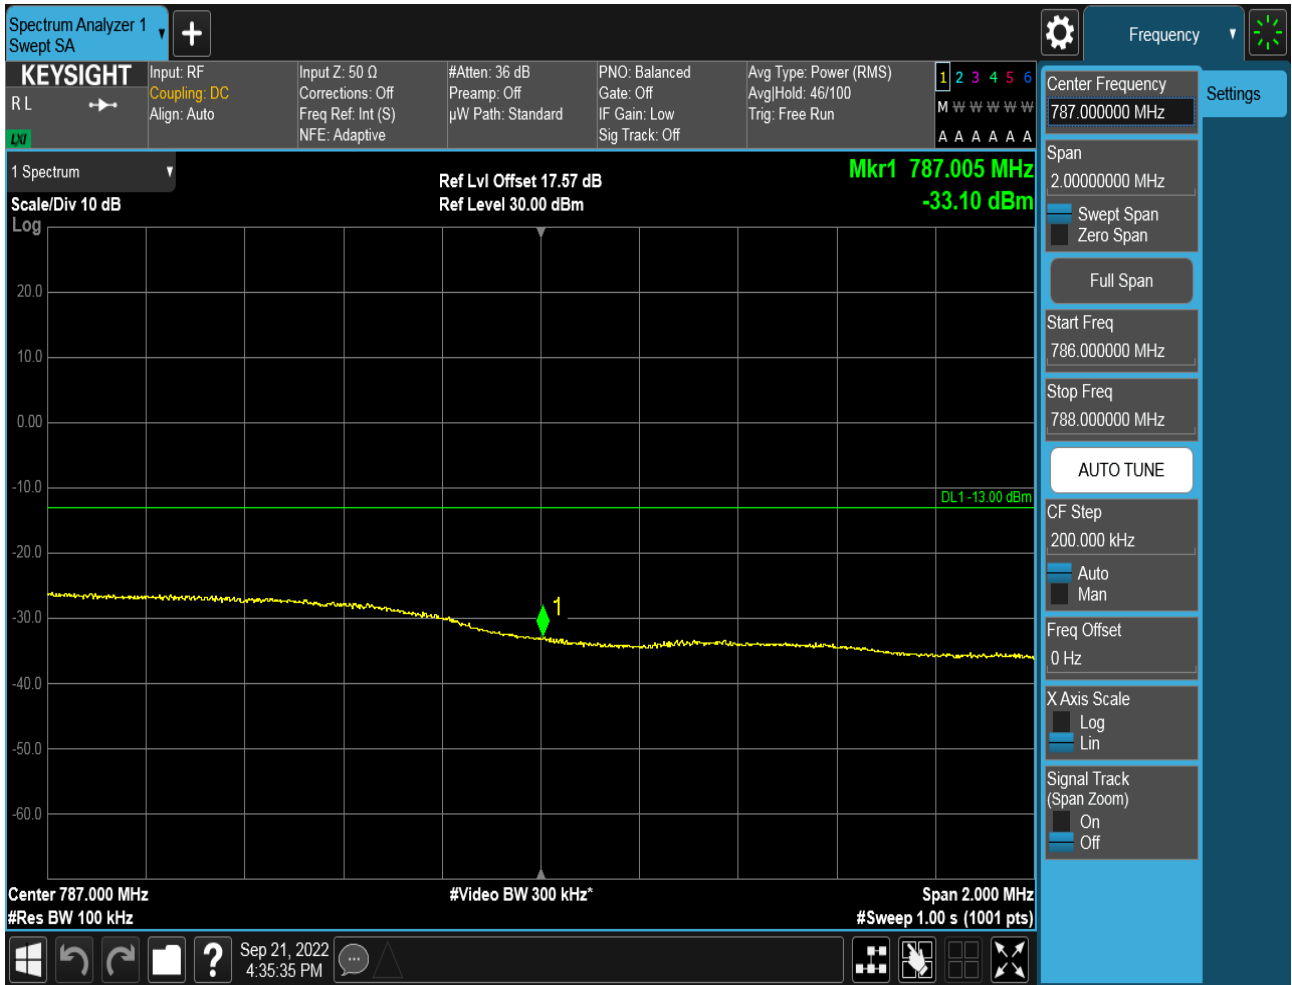 Spectrum Analyzer 1
Swept SA
Frequency
KEYSIGHT
R L
LXI
Input: RF
Coupling: DC
Align: Auto
Input Z: 50 Ω
Corrections: Off
Freq Ref: Int (S)
NFE: Adaptive
#Atten: 36 dB
Preamp: Off
µW Path: Standard
PNO: Balanced
Gate: Off
IF Gain: Low
Sig Track: Off
Avg Type: Power (RMS)
Avg|Hold: 46/100
Trig: Free Run
1 2 3 4 5 6
M W W W W W
A A A A A A
1 Spectrum
Scale/Div 10 dB
Log
Ref Lvl Offset 17.57 dB
Ref Level 30.00 dBm
Mkr1 787.005 MHz
-33.10 dBm
20.0
10.0
0.00
-10.0
DL1 -13.00 dBm
-20.0
-30.0
1
-40.0
-50.0
-60.0
Center 787.000 MHz
#Video BW 300 kHz*
Span 2.000 MHz
#Res BW 100 kHz
#Sweep 1.00 s (1001 pts)
Sep 21, 2022
4:35:35 PM
?
Center Frequency
787.000000 MHz
Settings
Span
2.00000000 MHz
Swept Span
Zero Span
Full Span
Start Freq
786.000000 MHz
Stop Freq
788.000000 MHz
AUTO TUNE
CF Step
200.000 kHz
Auto
Man
Freq Offset
0 Hz
X Axis Scale
Log
Lin
Signal Track
(Span Zoom)
On
Off